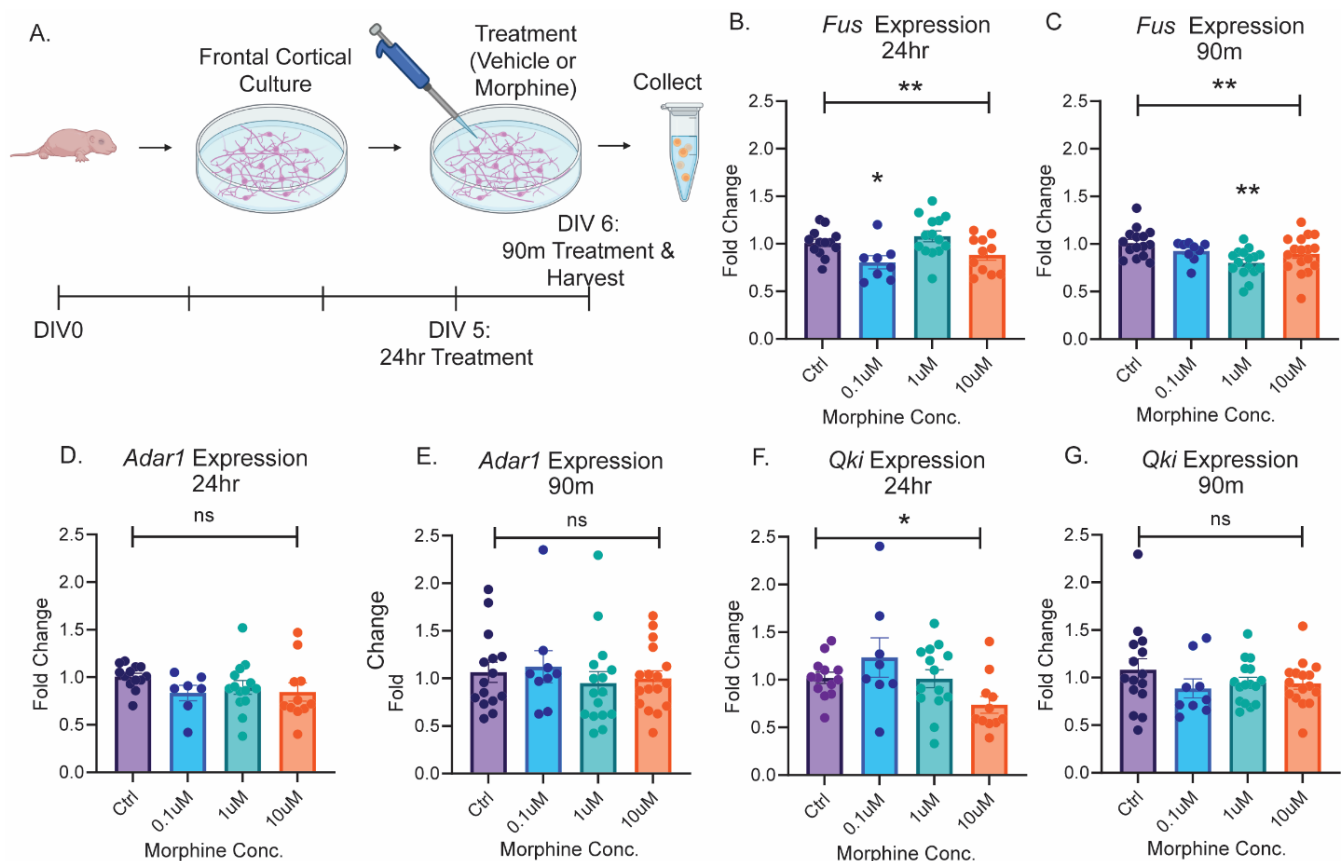 A.
Frontal Cortical
Culture
Treatment
(Vehicle or
Morphine)
Collect
DIV 6:
90m Treatment &
Harvest
DIV0
DIV 5:
24hr Treatment
B.
Fus Expression
24hr
**
*
Fold Change
2.5
2.0
1.5
1.0
0.5
0.0
Ctrl
0.1uM
1uM
10uM
Morphine Conc.
C
Fus Expression
90m
**
**
Fold Change
2.5
2.0
1.5
1.0
0.5
0.0
Ctrl
0.1uM
1uM
10uM
Morphine Conc.
D.
Adar1 Expression
24hr
ns
Fold Change
2.5
2.0
1.5
1.0
0.5
0.0
Ctrl
0.1uM
1uM
10uM
Morphine Conc.
E.
Adar1 Expression
90m
ns
Fold Change
2.5
2.0
1.5
1.0
0.5
0.0
Ctrl
0.1uM
1uM
10uM
Morphine Conc.
F.
Qki Expression
24hr
*
Fold Change
2.5
2.0
1.5
1.0
0.5
0.0
Ctrl
0.1uM
1uM
10uM
Morphine Conc.
G.
Qki Expression
90m
ns
Fold Change
2.5
2.0
1.5
1.0
0.5
0.0
Ctrl
0.1uM
1uM
10uM
Morphine Conc.